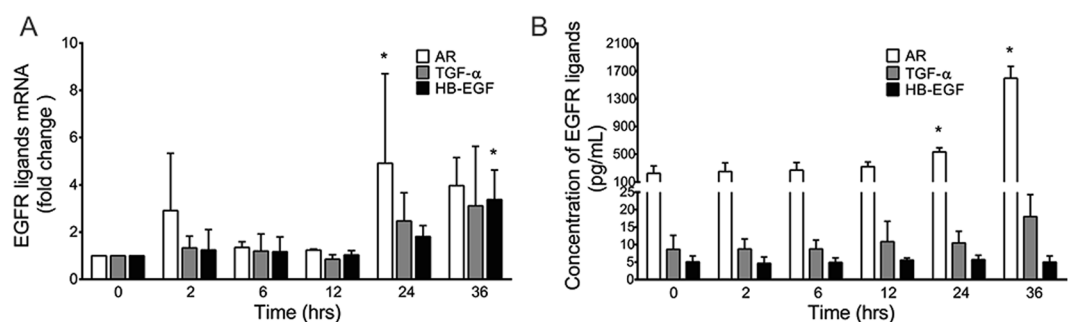 A
EGFR ligands mRNA
(fold change )
10
8
6
4
2
0
*
*
AR
TGF-α
HB-EGF
0 2 6 12 24 36
Time (hrs)
B
Concentration of EGFR ligands
(pg/mL)
2100
1700
1300
900
500
100
25
20
15
10
5
0
*
*
AR
TGF-α
HB-EGF
0 2 6 12 24 36
Time (hrs)